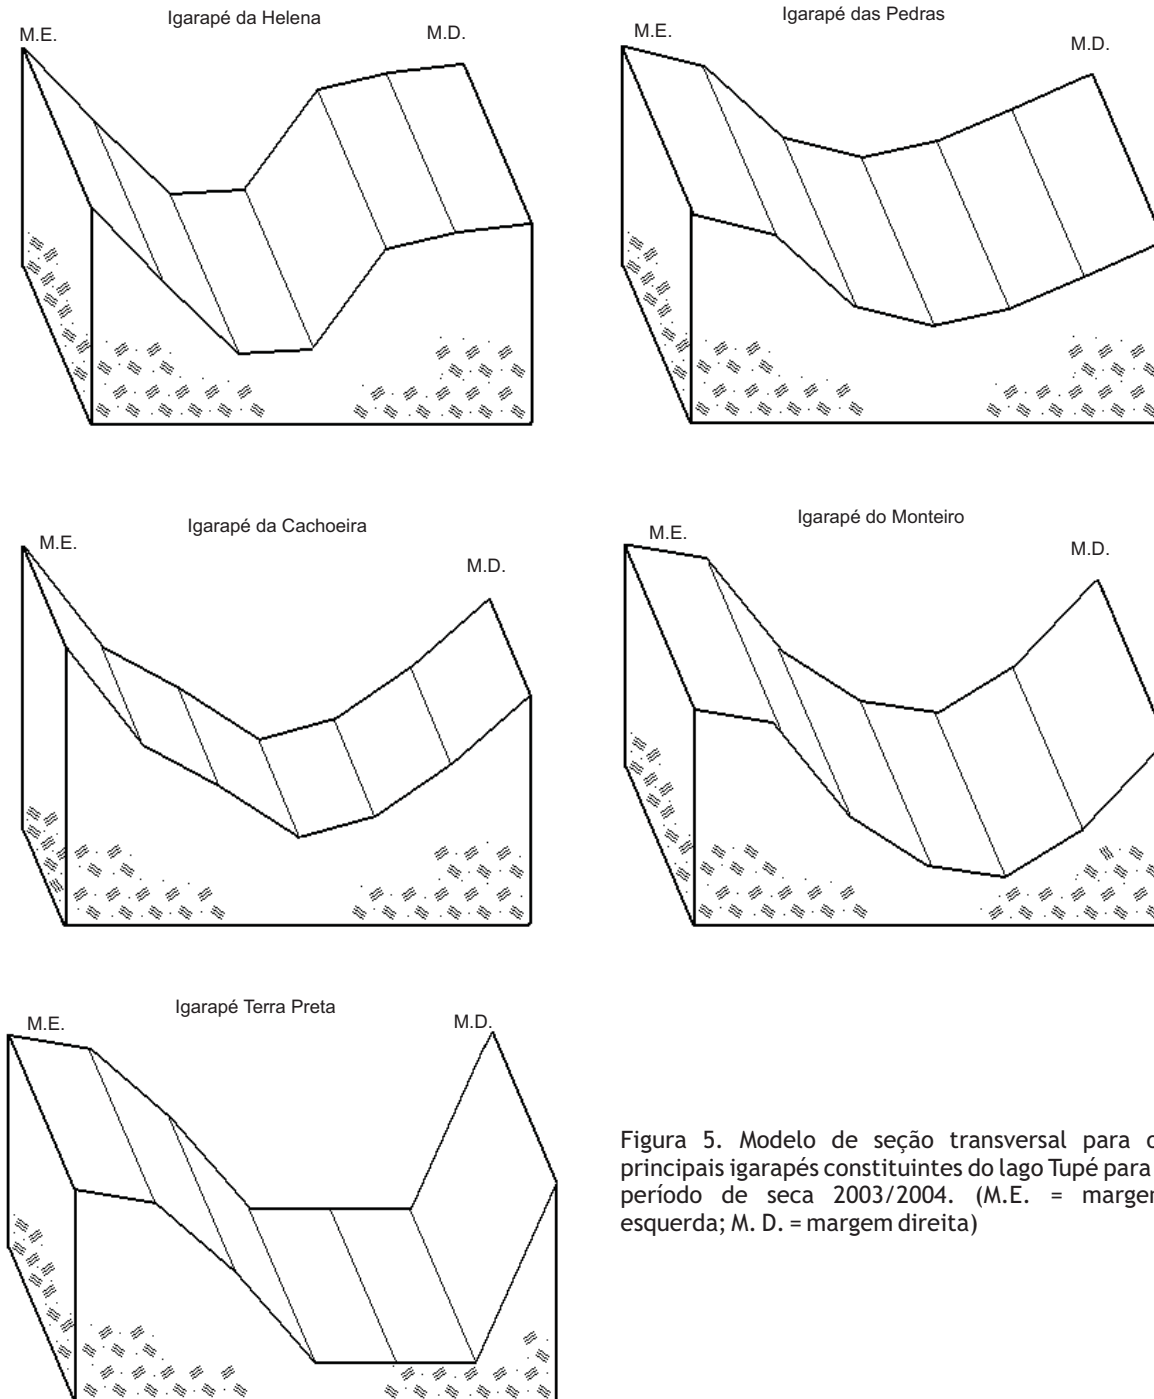 Igarapé da Helena
M.E.
M.D.
Igarapé das Pedras
M.E.
M.D.
Igarapé da Cachoeira
M.E.
M.D.
Igarapé do Monteiro
M.E.
M.D.
Igarapé Terra Preta
M.E.
M.D.
Figura 5. Modelo de seção transversal para
principais igarapés constituintes do lago Tupé para
período de seca 2003/2004. (M.E. =
esquerda; M. D. = margem direita)